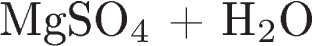 MgSO₄ + H₂O